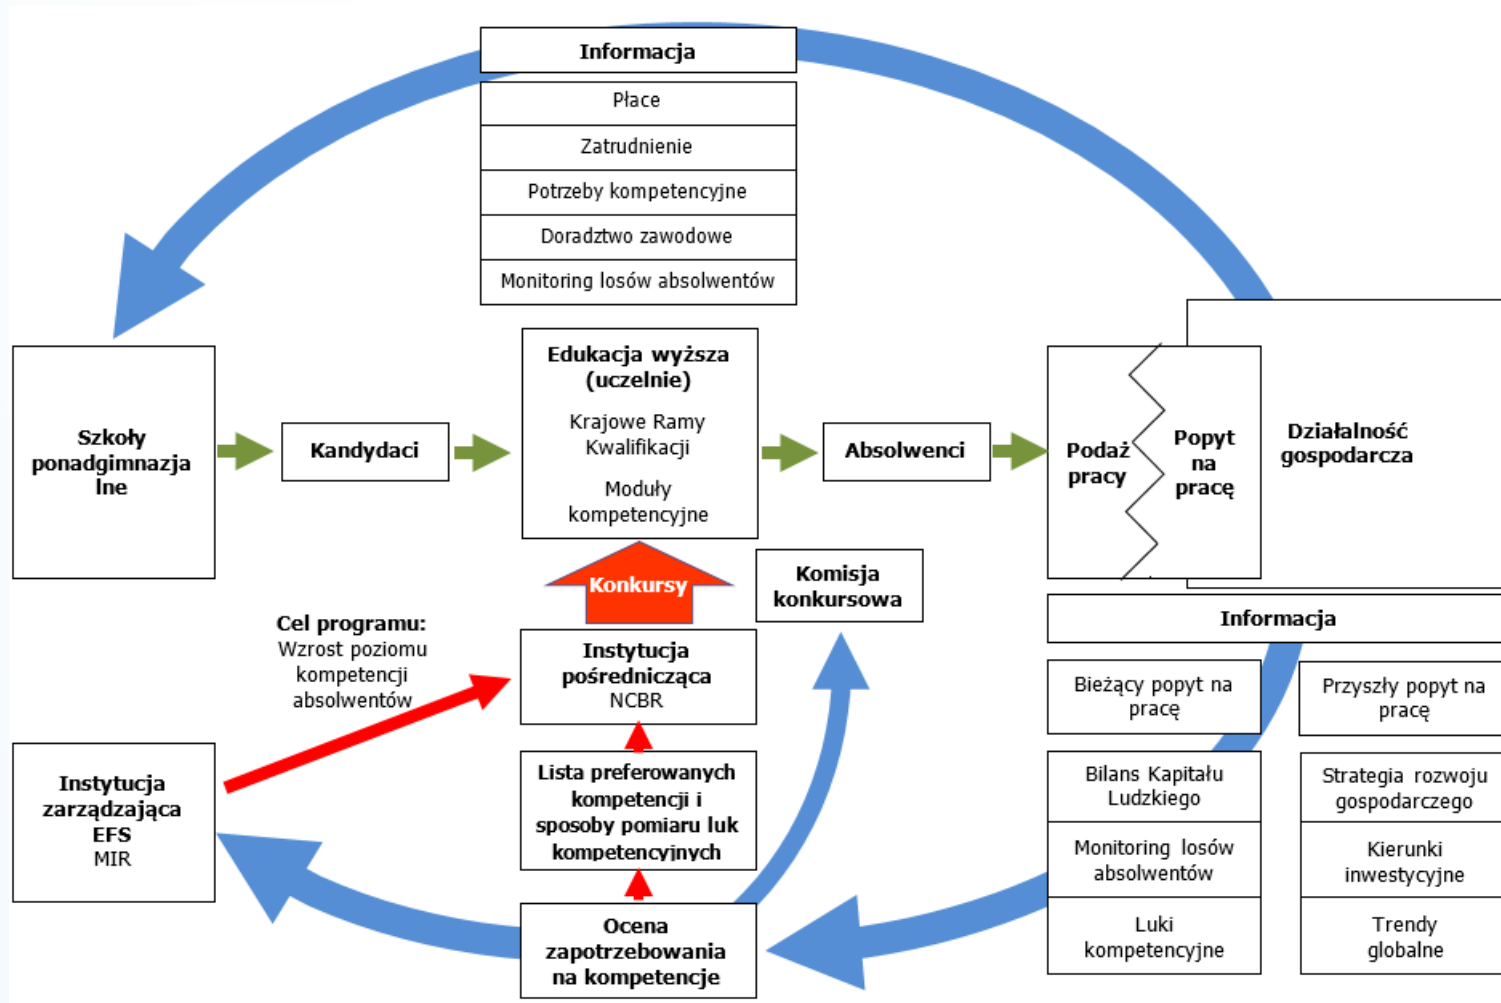 Informacja
Płace
Zatrudnienie
Potrzeby kompetencyjne
Doradztwo zawodowe
Monitoring losów absolwentów
Szkoły
ponadgimnazja
lne
Kandydaci
Edukacja wyższa
(uczelnie)
Krajowe Ramy
Kwalifikacji
Moduły
kompetencyjne
Absolwenci
Podaż
pracy
Popyt
na
pracę
Działalność
gospodarcza
Konkursy
Komisja
konkursowa
Cel programu:
Wzrost poziomu
kompetencji
absolwentów
Instytucja
pośrednicząca
NCBR
Instytucja
zarządzająca
EFS
MIR
Lista preferowanych
kompetencji i
sposoby pomiaru luk
kompetencyjnych
Ocena
zapotrzebowania
na kompetencje
Informacja
Bieżący popyt na
pracę
Przyszły popyt na
pracę
Bilans Kapitału
Ludzkiego
Strategia rozwoju
gospodarczego
Monitoring losów
absolwentów
Kierunki
inwestycyjne
Luki
kompetencyjne
Trendy
globalne